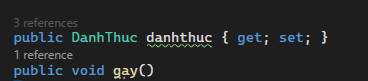 3 references
public DanhThuc danhthuc { get; set; }
1 reference
public void gay()